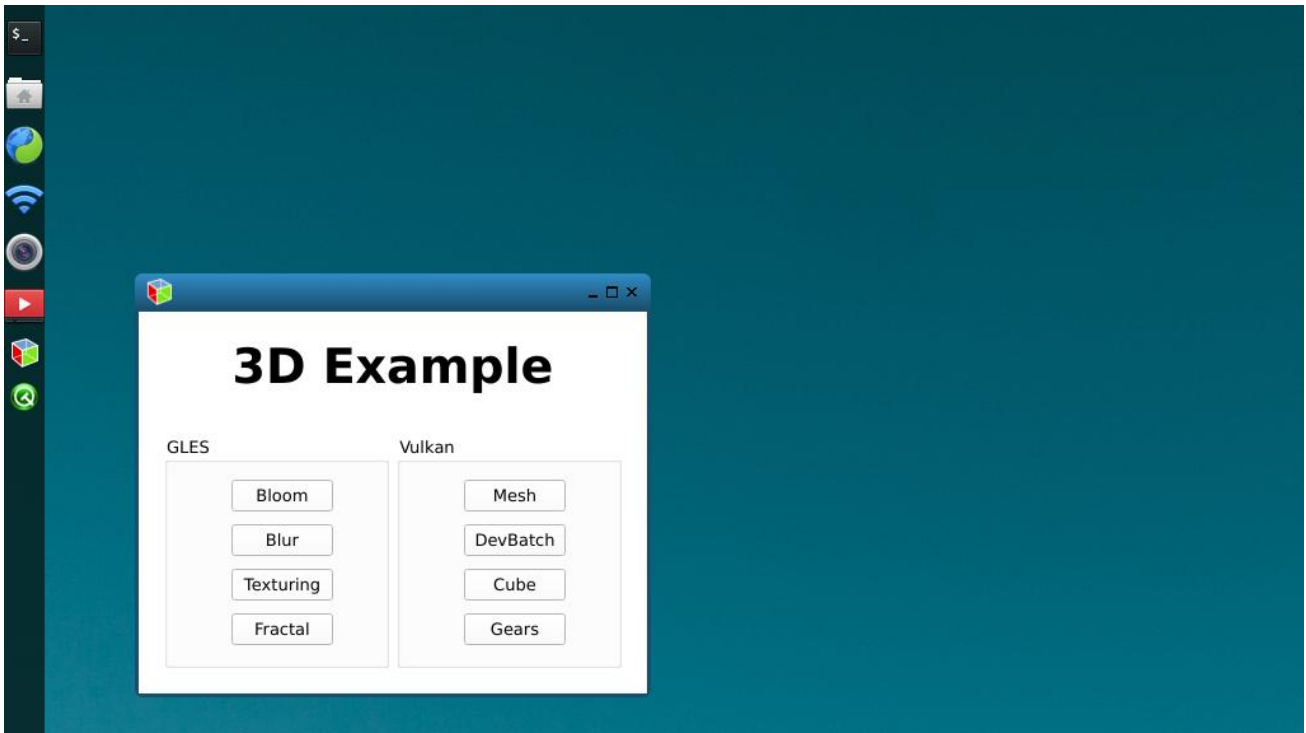 $_
3D Example
GLES
Bloom
Blur
Texturing
Fractal
Vulkan
Mesh
DevBatch
Cube
Gears